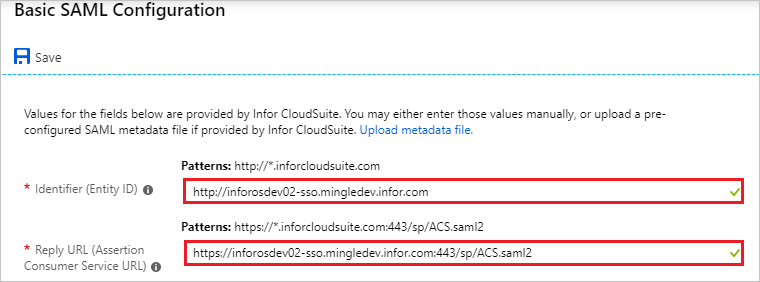 Basic SAML Configuration
Save
Values for the fields below are provided by Infor CloudSuite. You may either enter those values manually, or upload a pre-
configured SAML metadata file if provided by Infor CloudSuite. Upload metadata file.
Patterns: http://*.inforcloudsuite.com
* Identifier (Entity ID)
http://inforosdev02-sso.mingledev.infor.com
Patterns: https://*.inforcloudsuite.com:443/sp/ACS.saml2
* Reply URL (Assertion
Consumer Service URL)
https://inforosdev02-sso.mingledev.infor.com:443/sp/ACS.saml2